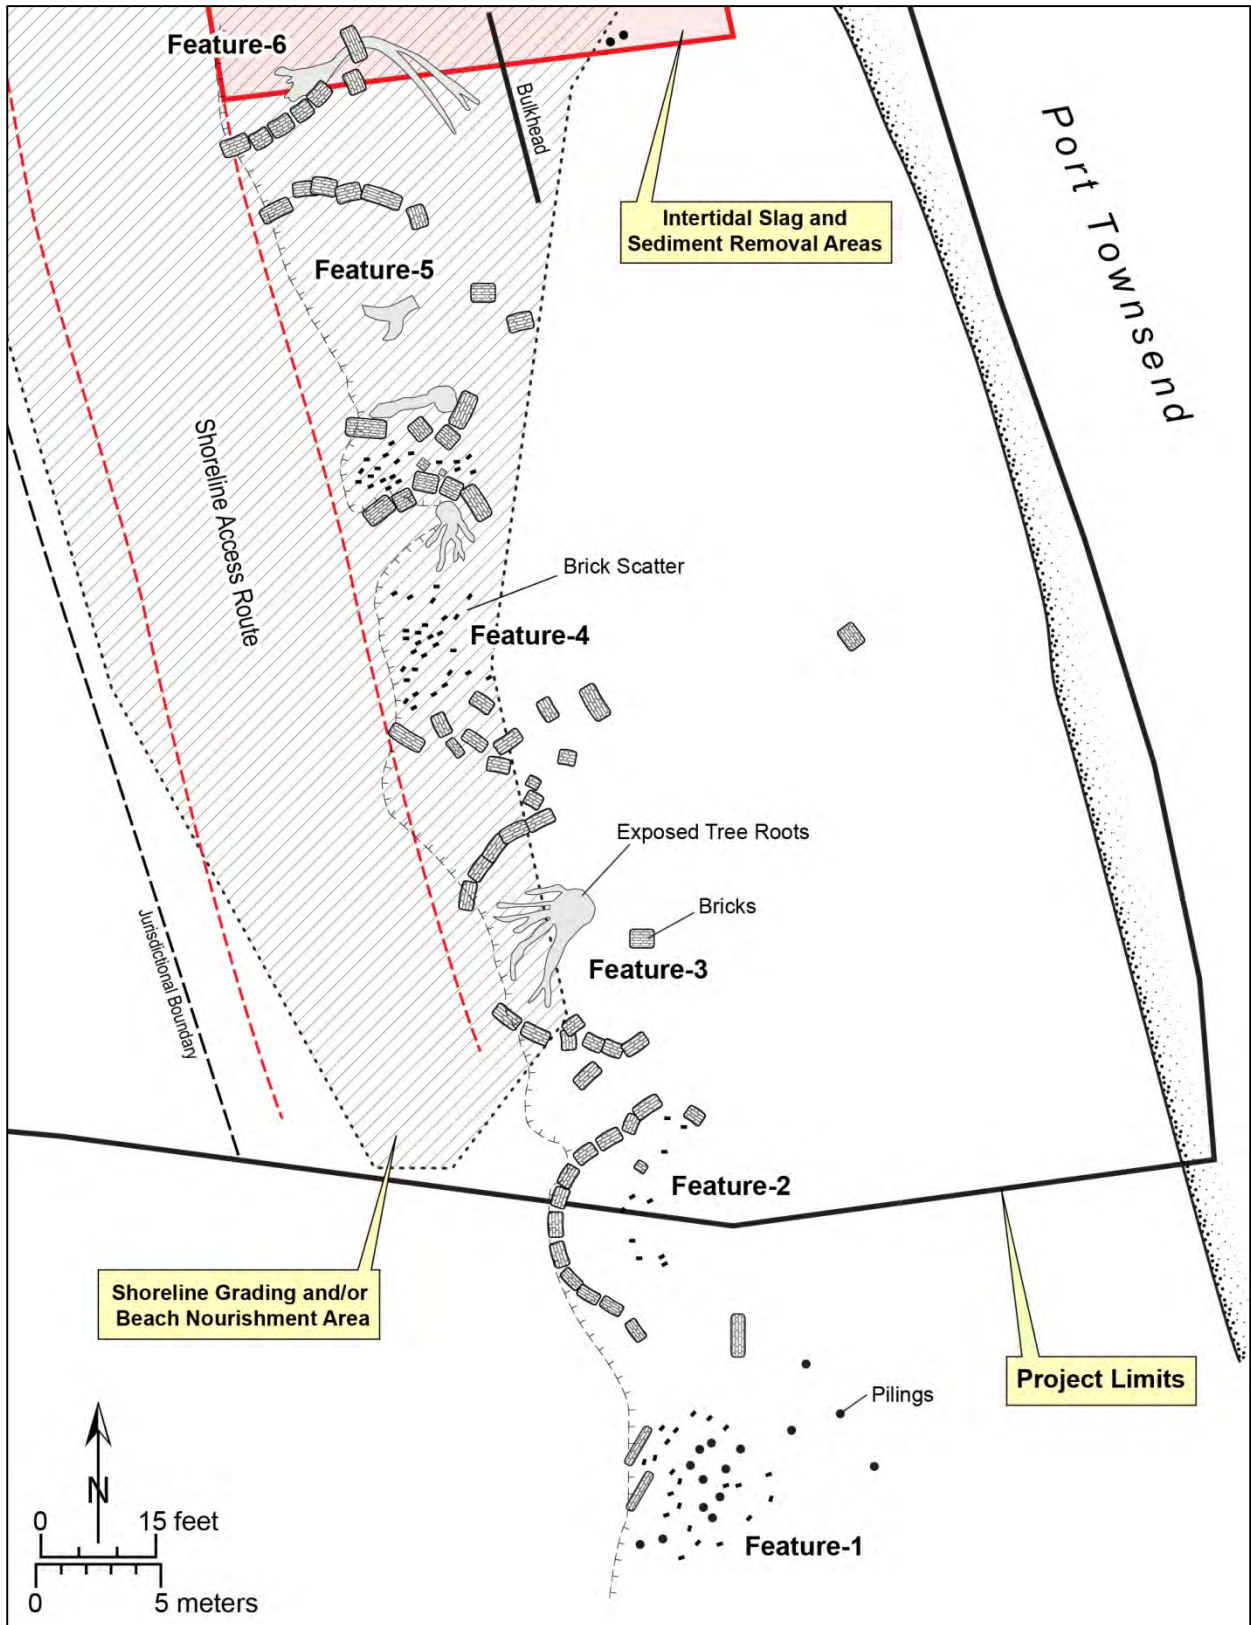 Feature-6
Bulkhead
Port Townsend
Intertidal Slag and
Sediment Removal Areas
Feature-5
Shoreline Access Route
Brick Scatter
Feature-4
Exposed Tree Roots
Bricks
Jurisdictional Boundary
Feature-3
Feature-2
Shoreline Grading and/or
Beach Nourishment Area
Project Limits
Pilings
N
0 15 feet
Feature-1
0 5 meters